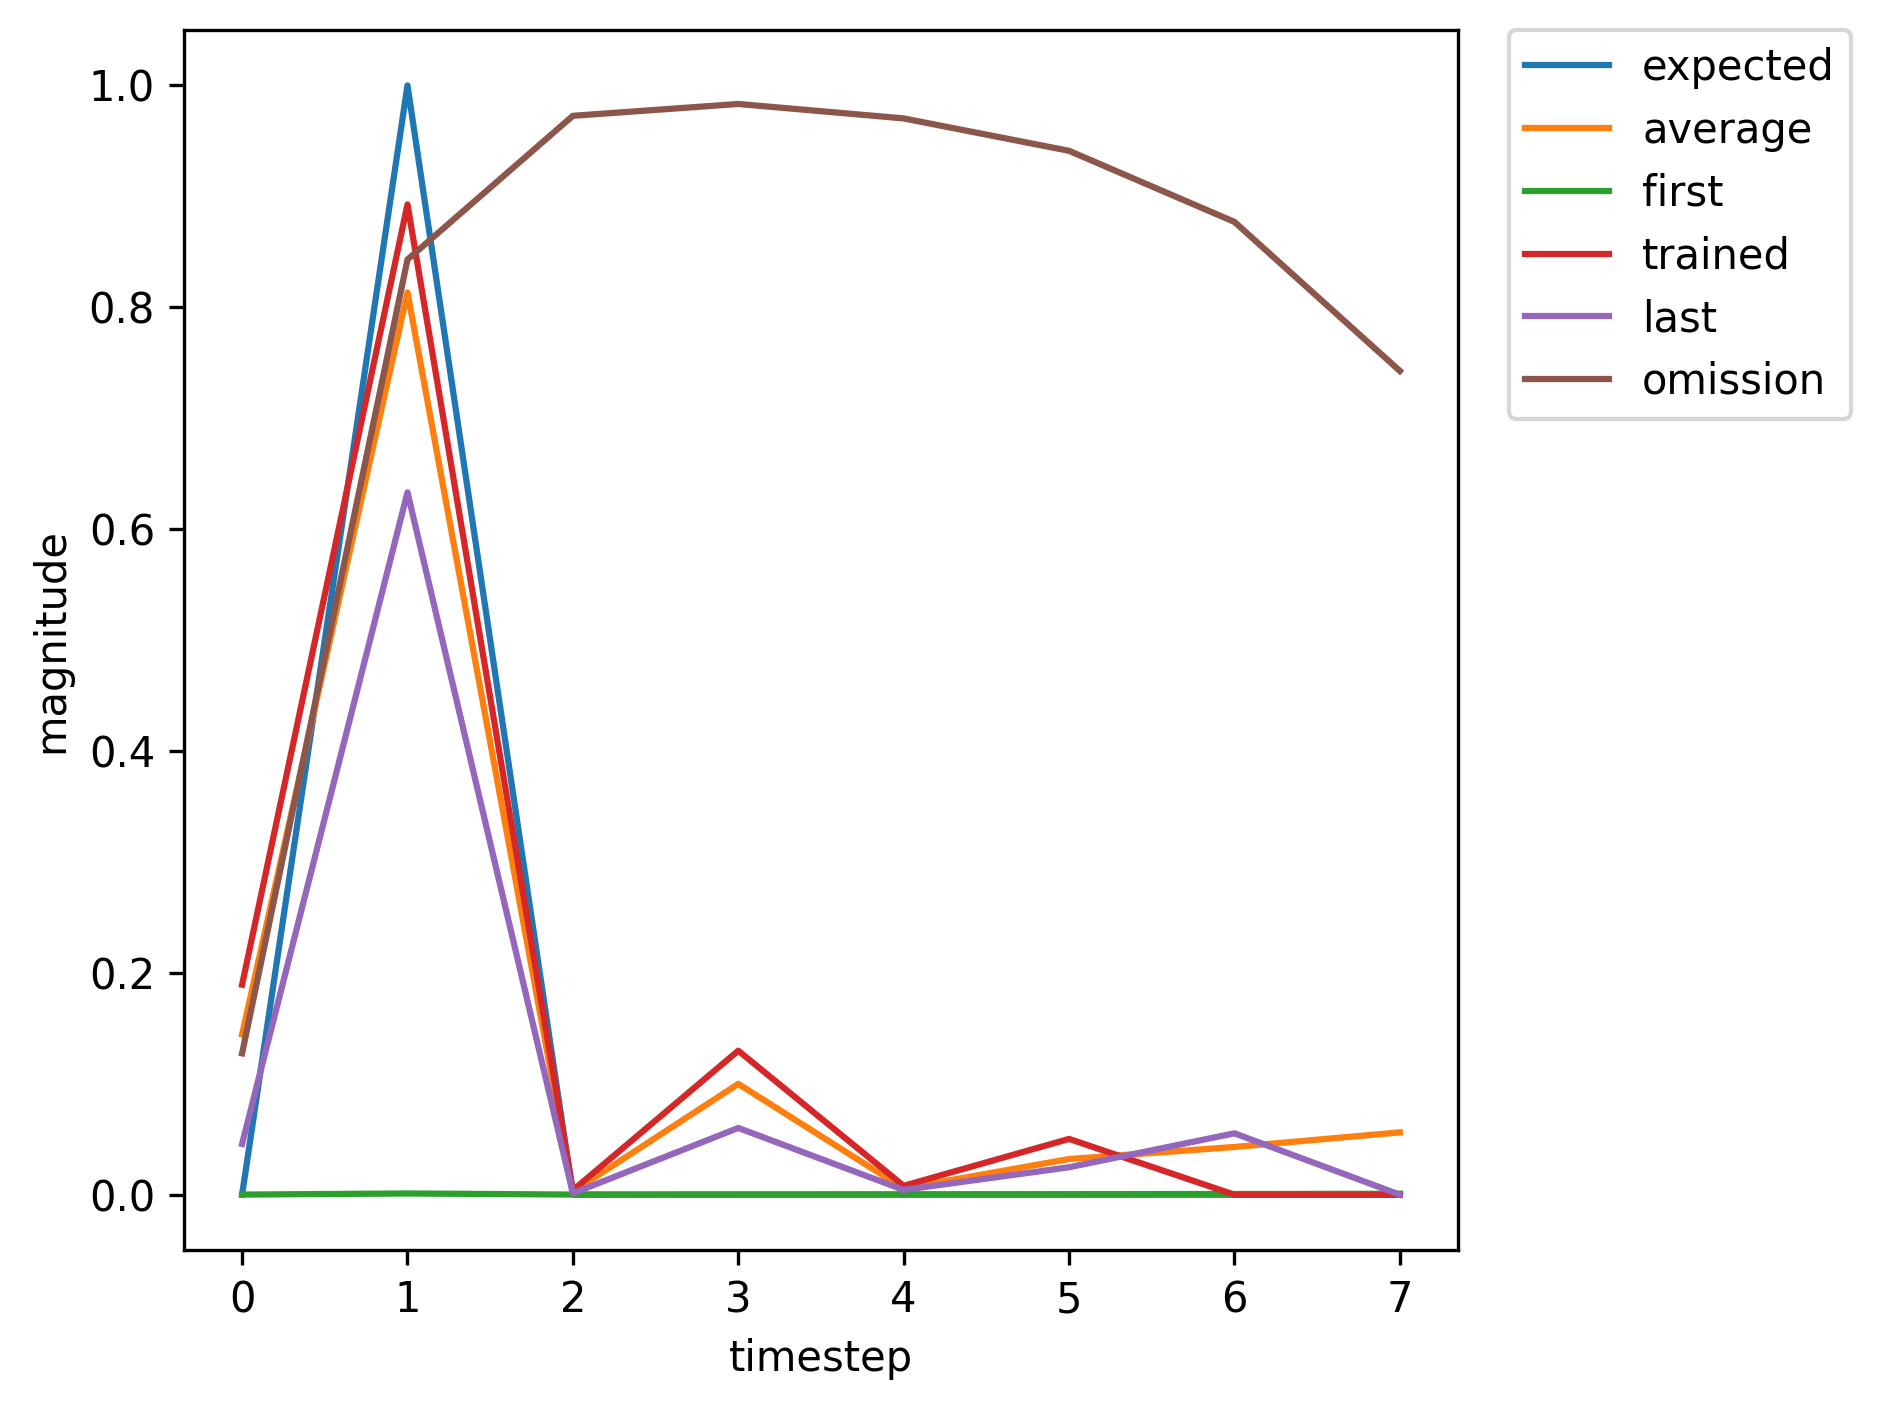 1.0
0.8
0.6
0.4
0.2
0.0
magnitude
0 1 2 3 4 5 6 7
timestep
expected
average
first
trained
last
omission